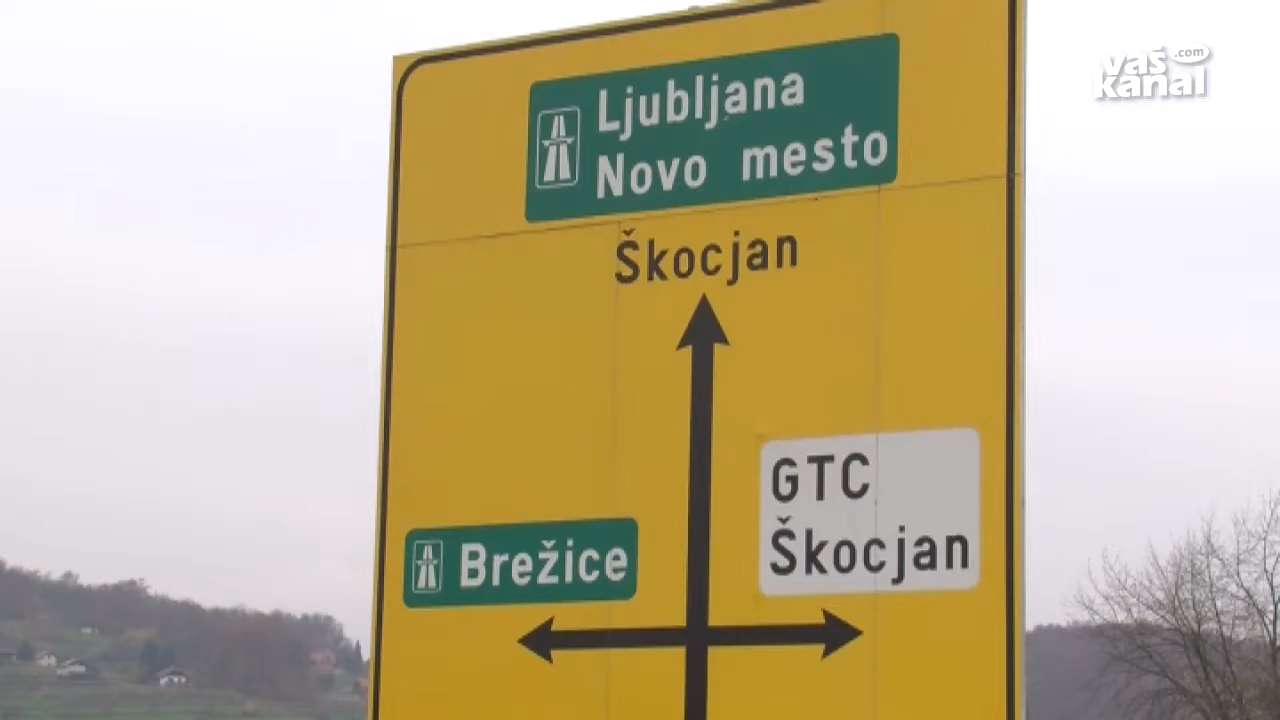 vaš .com
kanal
Ljubljana
Novo mesto
Škocjan
GTC
Škocjan
Brežice